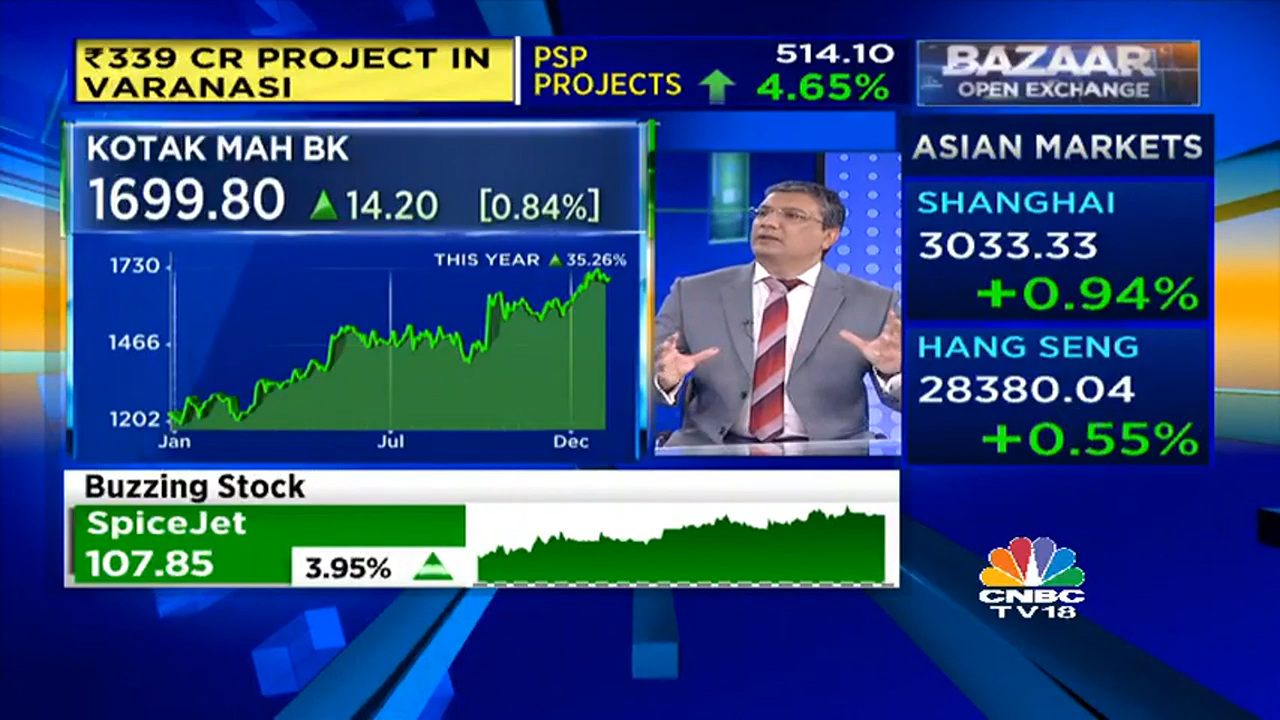 ₹339 CR PROJECT IN
VARANASI
PSP
PROJECTS
514.10
4.65%
BAZAAR
OPEN EXCHANGE
KOTAK MAH BK
1699.80 14.20 [0.84%]
THIS YEAR 35.26%
1730
1466
1202
Jan Jul Dec
ASIAN MARKETS
SHANGHAI
3033.33
+0.94%
HANG SENG
28380.04
+0.55%
Buzzing Stock
SpiceJet
107.85
3.95%
CNBC
TV18